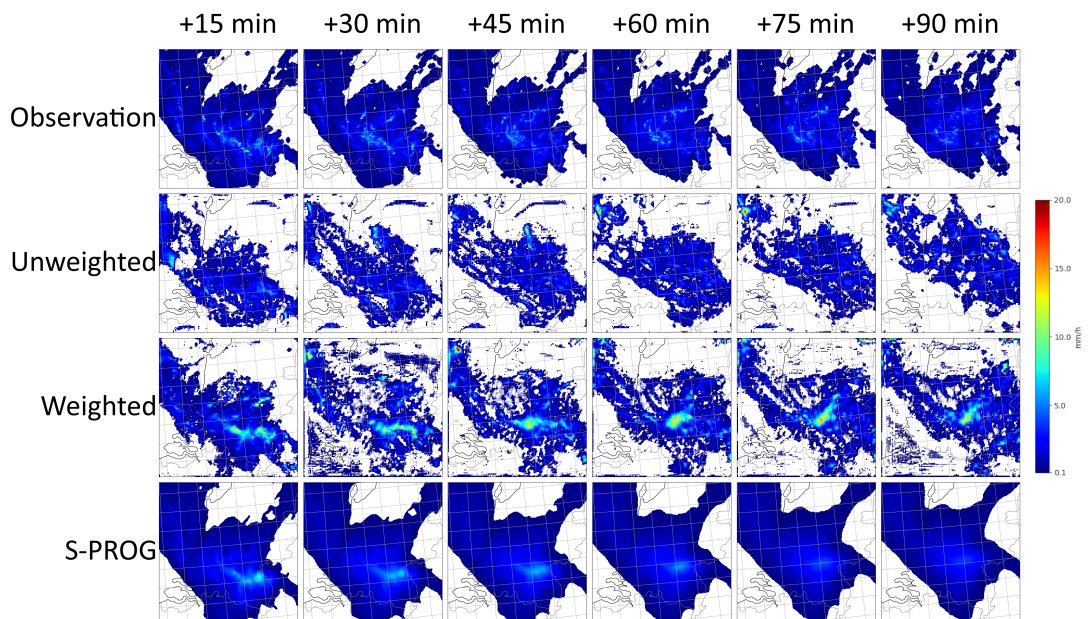 +15 min +30 min +45 min +60 min +75 min +90 min
Observation
Unweighted
20.0
15.0
10.0
mm/h
Weighted
5.0
0.1
S-PROG